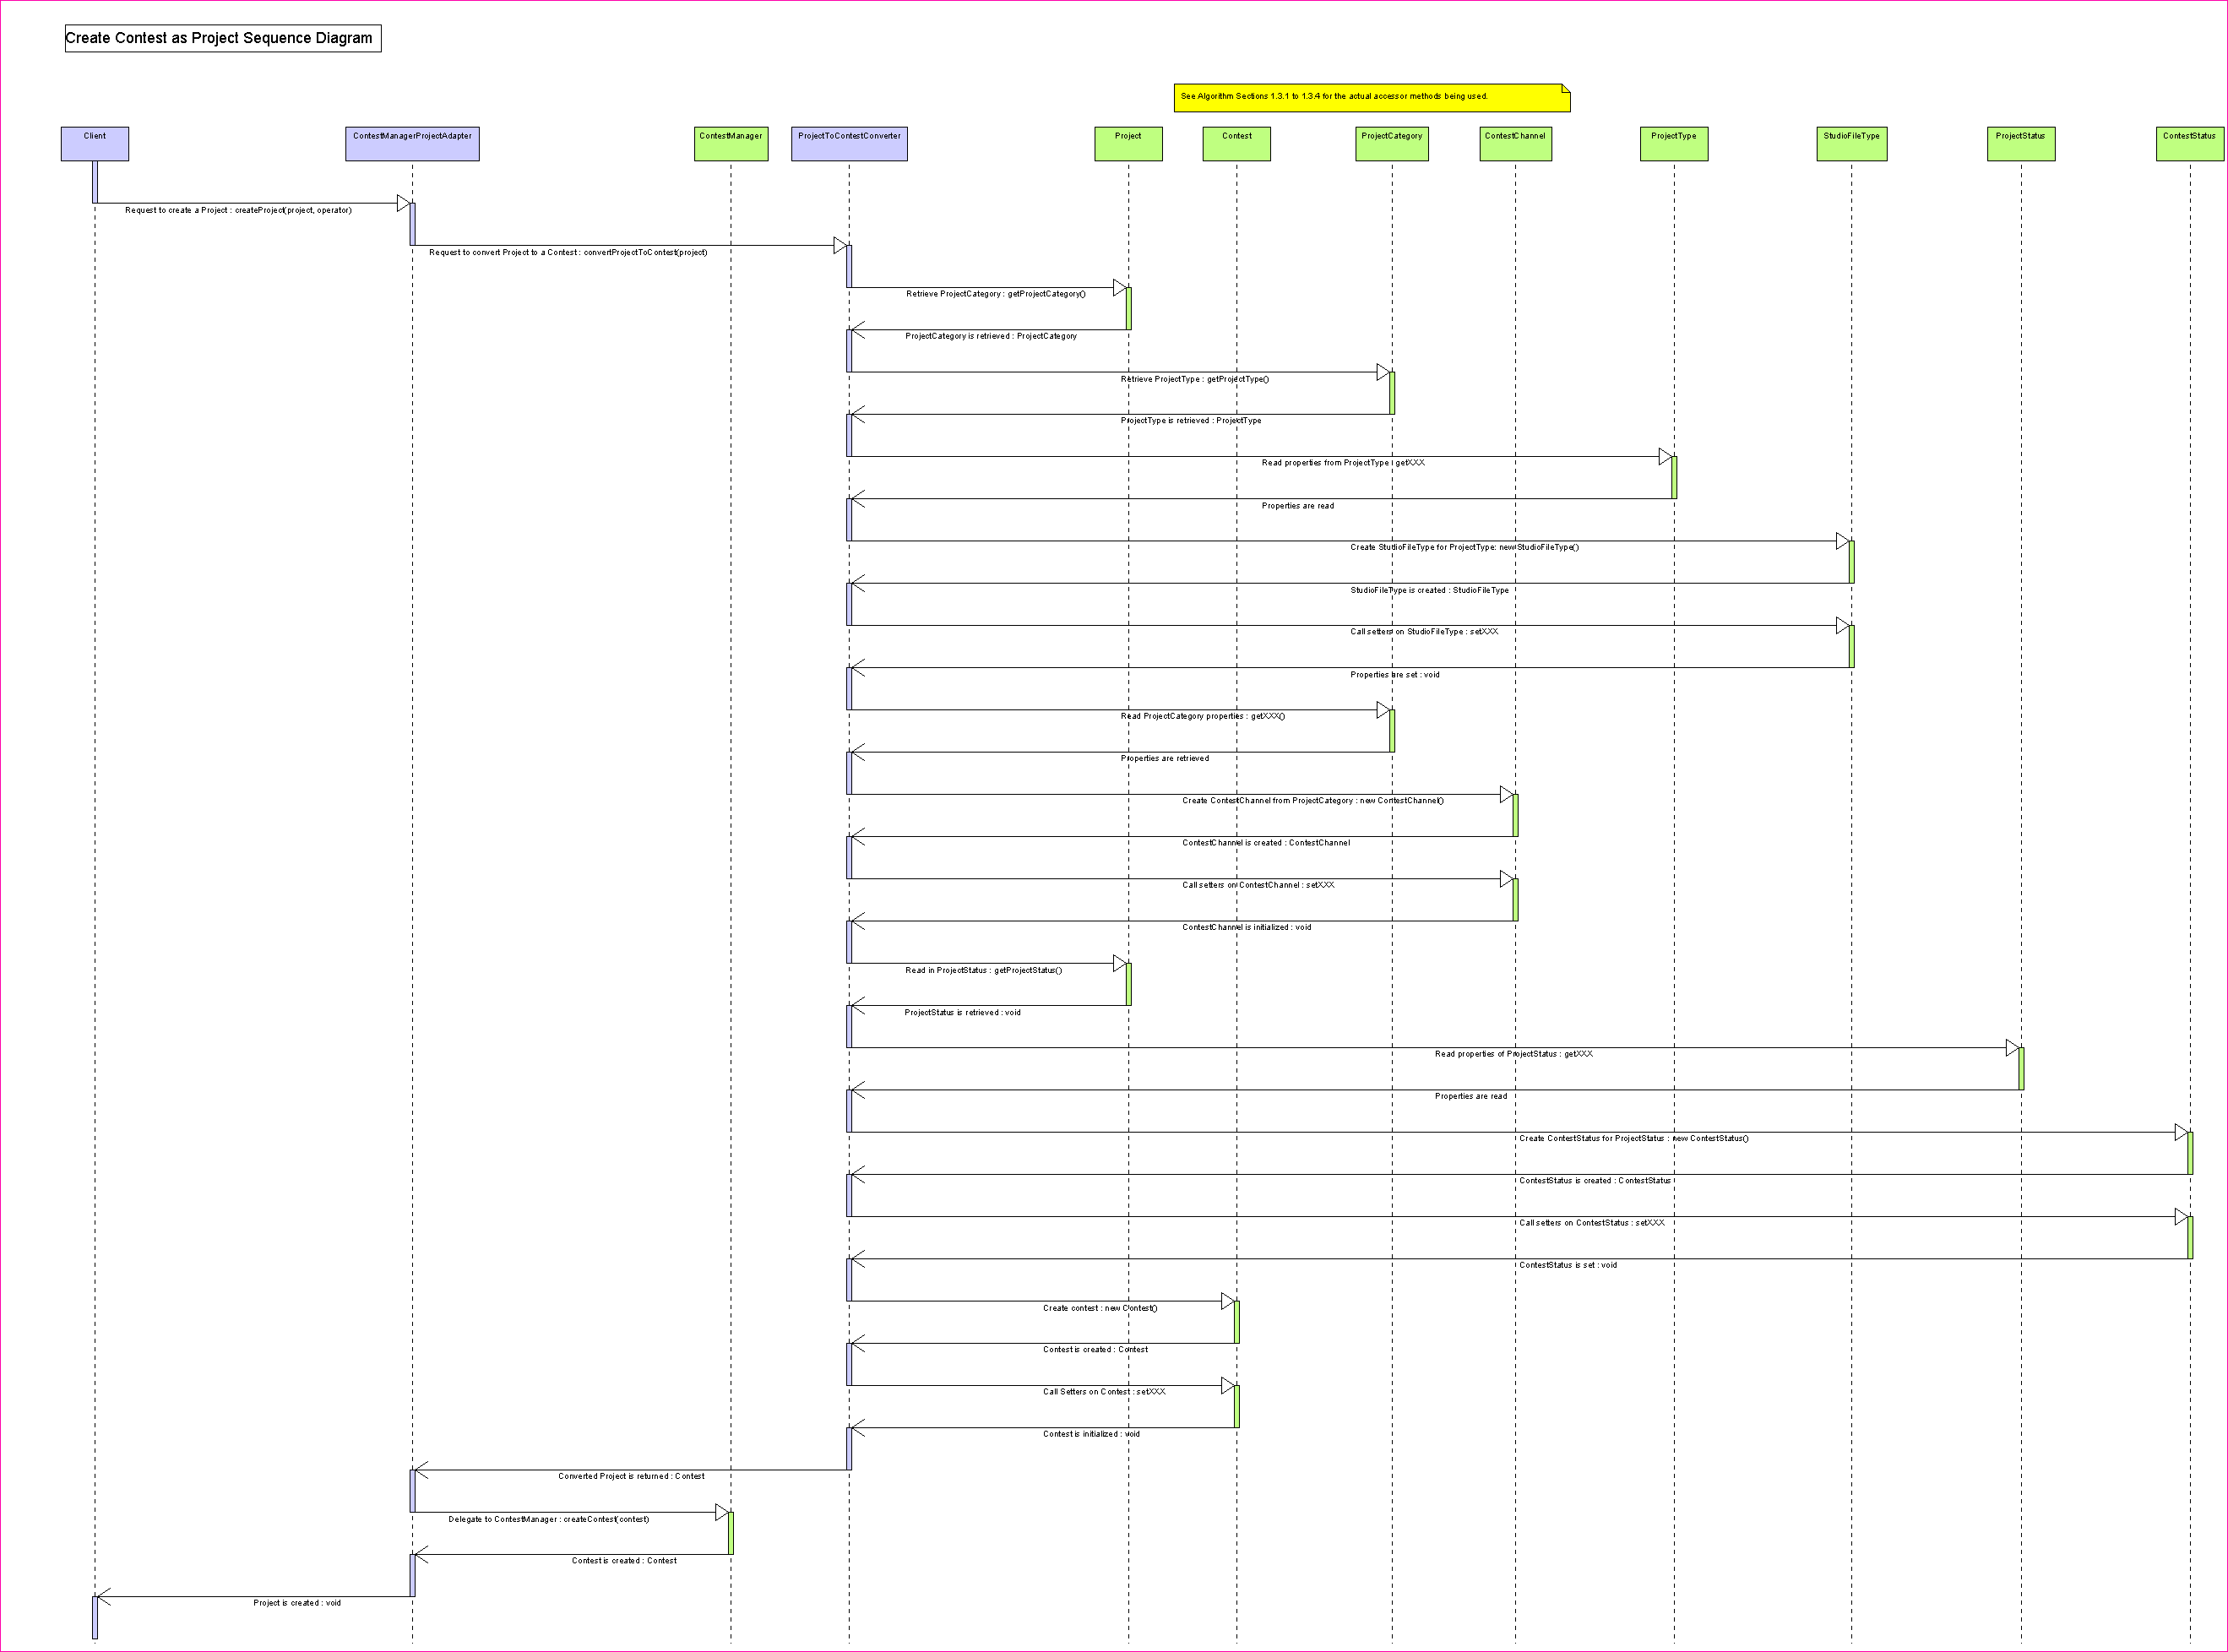 Create Contest as Project Sequence Diagram
See Algorithm Sections 1.3.1 to 1.3.4 for the actual accessor methods being used.
Client
ContestManagerProjectAdapter
ContestManager
ProjectToContestConverter
Project
Contest
ProjectCategory
ContestChannel
ProjectType
StudioFileType
ProjectStatus
ContestStatus
Request to create a Project : createProject(project, operator)
Request to convert Project to a Contest : convertProjectToContest(project)
Retrieve ProjectCategory : getProjectCategory()
ProjectCategory is retrieved : ProjectCategory
Retrieve ProjectType : getProjectType()
ProjectType is retrieved : ProjectType
Read properties from ProjectType : getXXX
Properties are read
Create StudioFileType for ProjectType: new StudioFileType()
StudioFileType is created : StudioFileType
Call setters on StudioFileType : setXXX
Properties are set : void
Read ProjectCategory properties : getXXX()
Properties are retrieved
Create ContestChannel from ProjectCategory : new ContestChannel()
ContestChannel is created : ContestChannel
Call setters on ContestChannel : setXXX
ContestChannel is initialized : void
Read in ProjectStatus : getProjectStatus()
ProjectStatus is retrieved : void
Read properties of ProjectStatus : getXXX
Properties are read
Create ContestStatus for ProjectStatus : new ContestStatus()
ContestStatus is created : ContestStatus
Call setters on ContestStatus : setXXX
ContestStatus is set : void
Create contest : new Contest()
Contest is created : Contest
Call Setters on Contest : setXXX
Contest is initialized : void
Converted Project is returned : Contest
Delegate to ContestManager : createContest(contest)
Contest is created : Contest
Project is created : void